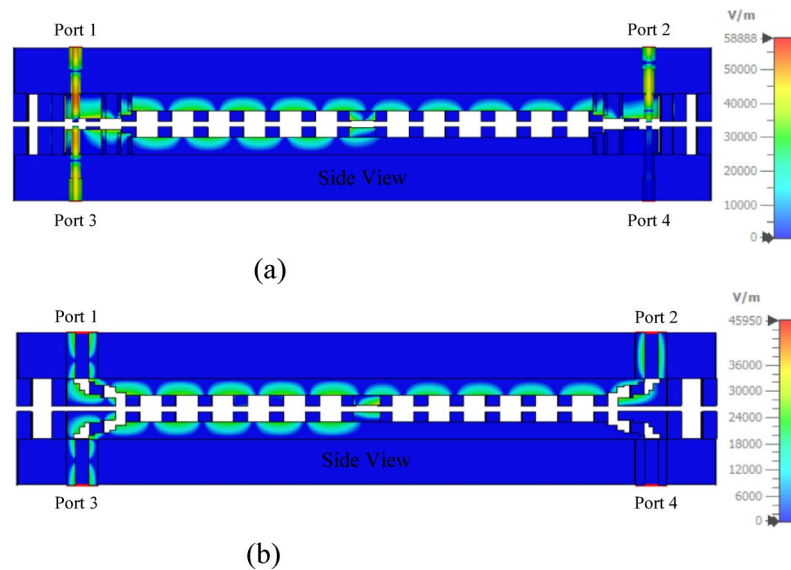 Port 1
Port 2
V/m
58888
50000
40000
30000
20000
10000
0
Side View
Port 3
Port 4
(a)
Port 1
Port 2
V/m
45950
36000
30000
24000
18000
12000
6000
0
Side View
Port 3
Port 4
(b)